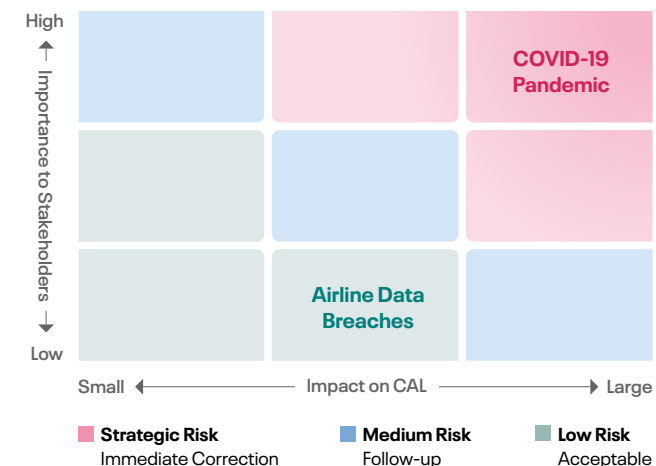 High
Importance to Stakeholders
Low
COVID-19
Pandemic
Airline Data
Breaches
Small
Impact on CAL
Large
Strategic Risk
Immediate Correction
Medium Risk
Follow-up
Low Risk
Acceptable